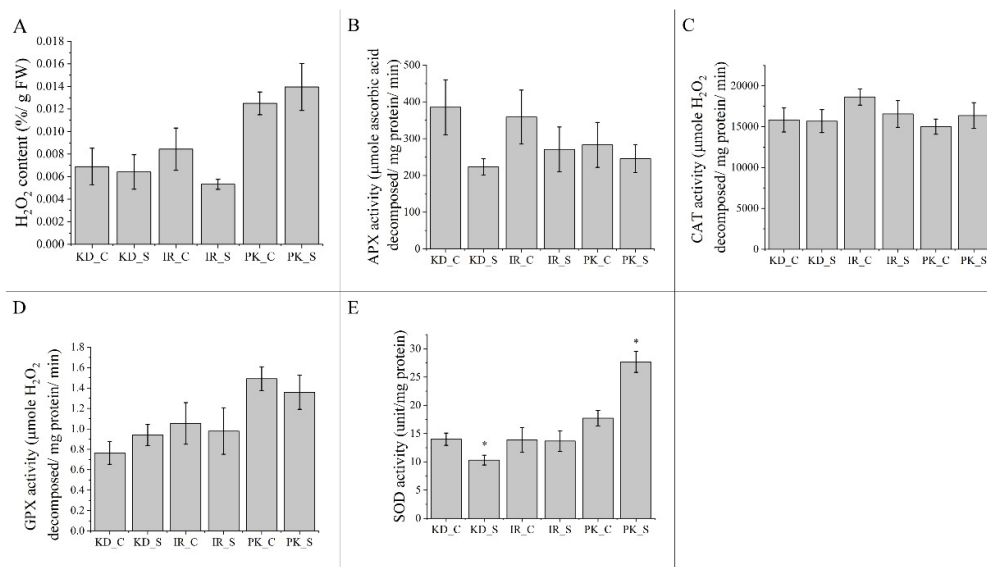 A
H₂O₂ content (%/ g FW)
0.018
0.016
0.014
0.012
0.010
0.008
0.006
0.004
0.002
0.000
KD_C KD_S IR_C IR_S PK_C PK_S
B
APX activity (μmole ascorbic acid
decomposed/ mg protein/ min)
500
400
300
200
100
0
KD_C KD_S IR_C IR_S PK_C PK_S
C
CAT activity (μmole H₂O₂
decomposed/ mg protein/ min)
20000
15000
10000
5000
0
KD_C KD_S IR_C IR_S PK_C PK_S
D
GPX activity (μmole H₂O₂
decomposed/ mg protein/ min)
1.8
1.6
1.4
1.2
1.0
0.8
0.6
0.4
0.2
0.0
KD_C KD_S IR_C IR_S PK_C PK_S
E
SOD activity (unit/mg protein)
30
25
20
15
10
5
0
*
*
KD_C KD_S IR_C IR_S PK_C PK_S